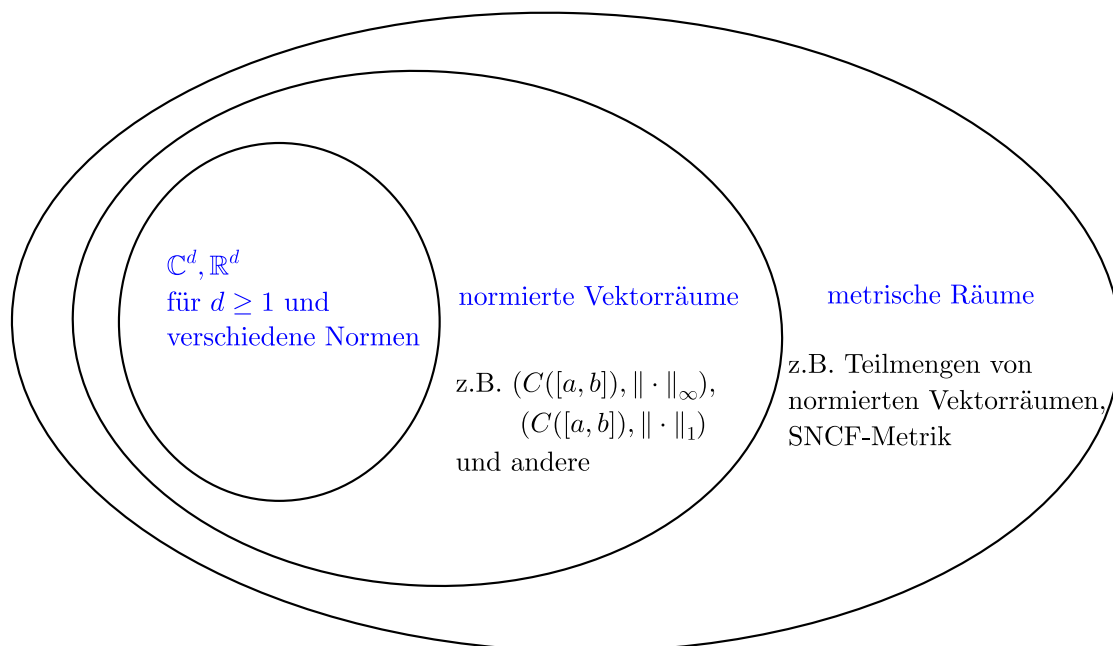 ℂ^d, ℝ^d
für d ≥ 1 und
verschiedene Normen
normierte Vektorräume
z.B. (C([a, b]), ‖ · ‖_∞),
(C([a, b]), ‖ · ‖_1)
und andere
metrische Räume
z.B. Teilmengen von
normierten Vektorräumen,
SNCF-Metrik